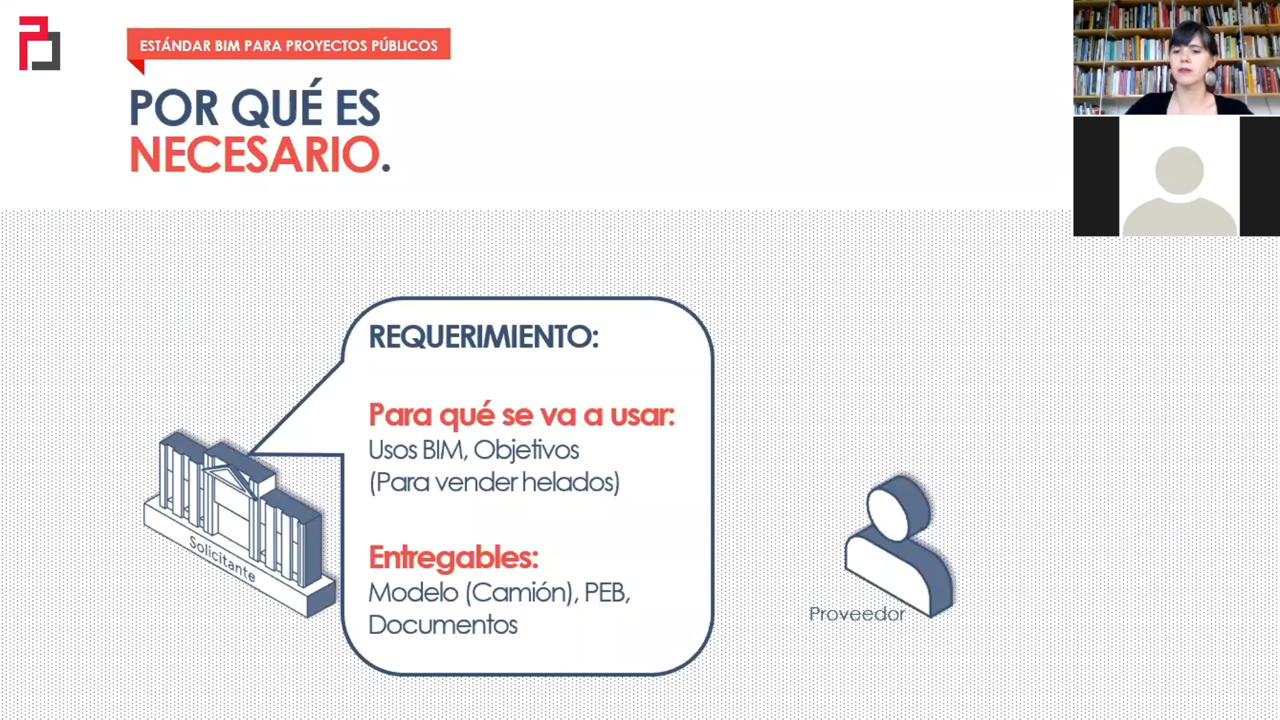 ESTÁNDAR BIM PARA PROYECTOS PÚBLICOS
POR QUÉ ES
NECESARIO.
REQUERIMIENTO:
Para qué se va a usar:
Usos BIM, Objetivos
(Para vender helados)
Entregables:
Modelo (Camión), PEB,
Documentos
Solicitante
Proveedor